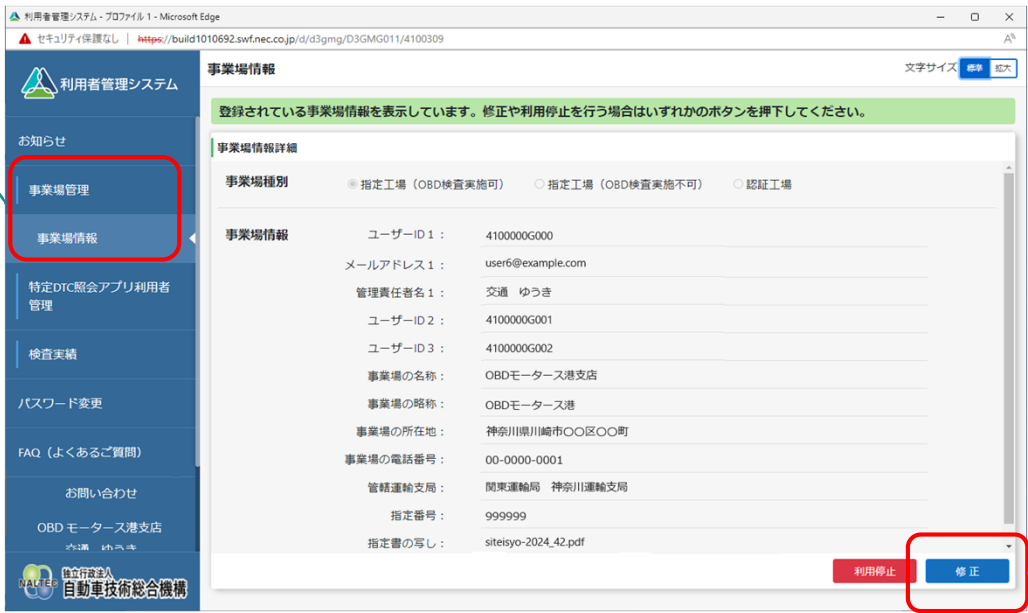 利用者管理システム - プロファイル 1 - Microsoft Edge
セキュリティ保護なし | https://build1010692.swf.nec.co.jp/d/d3gmg/D3GMG011/4100309
利用者管理システム
お知らせ
事業場管理
事業場情報
特定DTC照会アプリ利用者
管理
検査実績
パスワード変更
FAQ（よくあるご質問）
お問い合わせ
OBD モータース港支店
交通 ゆうき
NALTEC 独立行政法人
自動車技術総合機構
事業場情報
文字サイズ 標準 拡大
登録されている事業場情報を表示しています。修正や利用停止を行う場合はいずれかのボタンを押下してください。
事業場情報詳細
事業場種別 指定工場（OBD検査実施可） 指定工場（OBD検査実施不可） 認証工場
事業場情報 ユーザーID 1 : 4100000G000
メールアドレス 1 : user6@example.com
管理責任者名 1 : 交通　ゆうき
ユーザーID 2 : 4100000G001
ユーザーID 3 : 4100000G002
事業場の名称 : OBDモータース港支店
事業場の略称 : OBDモータース港
事業場の所在地 : 神奈川県川崎市〇〇区〇〇町
事業場の電話番号 : 00-0000-0001
管轄運輸支局 : 関東運輸局　神奈川運輸支局
指定番号 : 999999
指定書の写し : siteisyo-2024_42.pdf
利用停止 修正